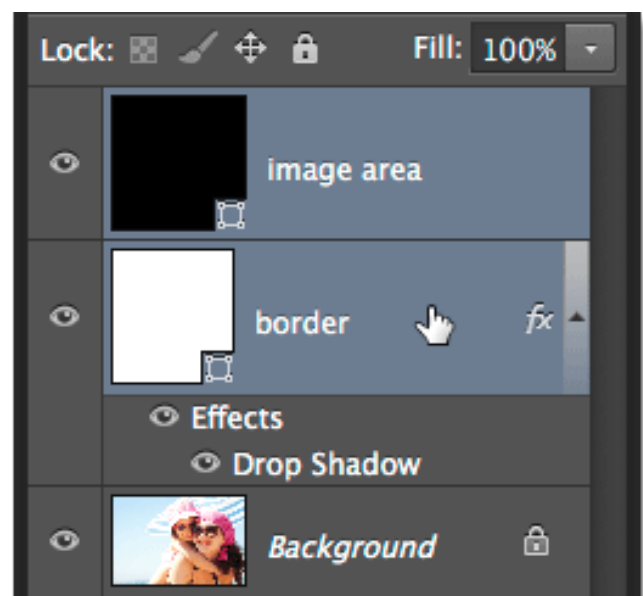 Lock: Fill: 100%
image area
border fx
Effects
Drop Shadow
Background